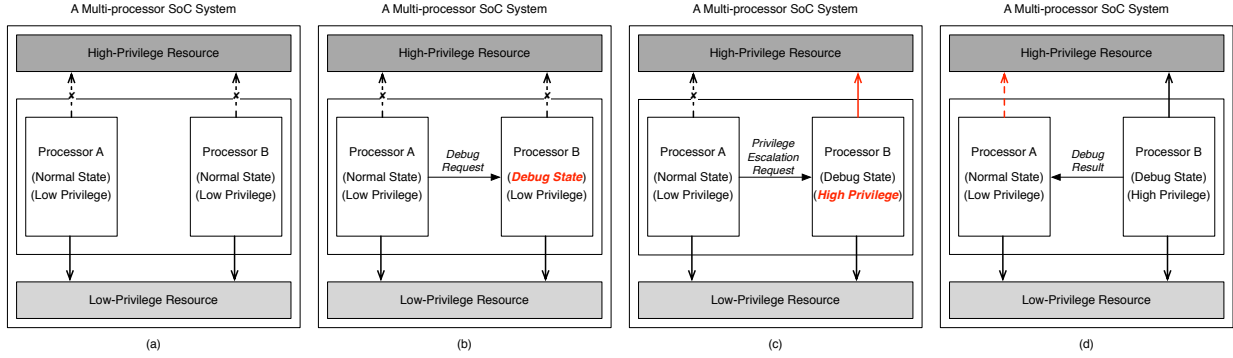 A Multi-processor SoC System
High-Privilege Resource
Processor A
(Normal State)
(Low Privilege)
Processor B
(Normal State)
(Low Privilege)
Low-Privilege Resource
(a)
A Multi-processor SoC System
High-Privilege Resource
Processor A
(Normal State)
(Low Privilege)
Debug
Request
Processor B
(Debug State)
(Low Privilege)
Low-Privilege Resource
(b)
A Multi-processor SoC System
High-Privilege Resource
Processor A
(Normal State)
(Low Privilege)
Privilege
Escalation
Request
Processor B
(Debug State)
(High Privilege)
Low-Privilege Resource
(c)
A Multi-processor SoC System
High-Privilege Resource
Processor A
(Normal State)
(Low Privilege)
Debug
Result
Processor B
(Debug State)
(High Privilege)
Low-Privilege Resource
(d)